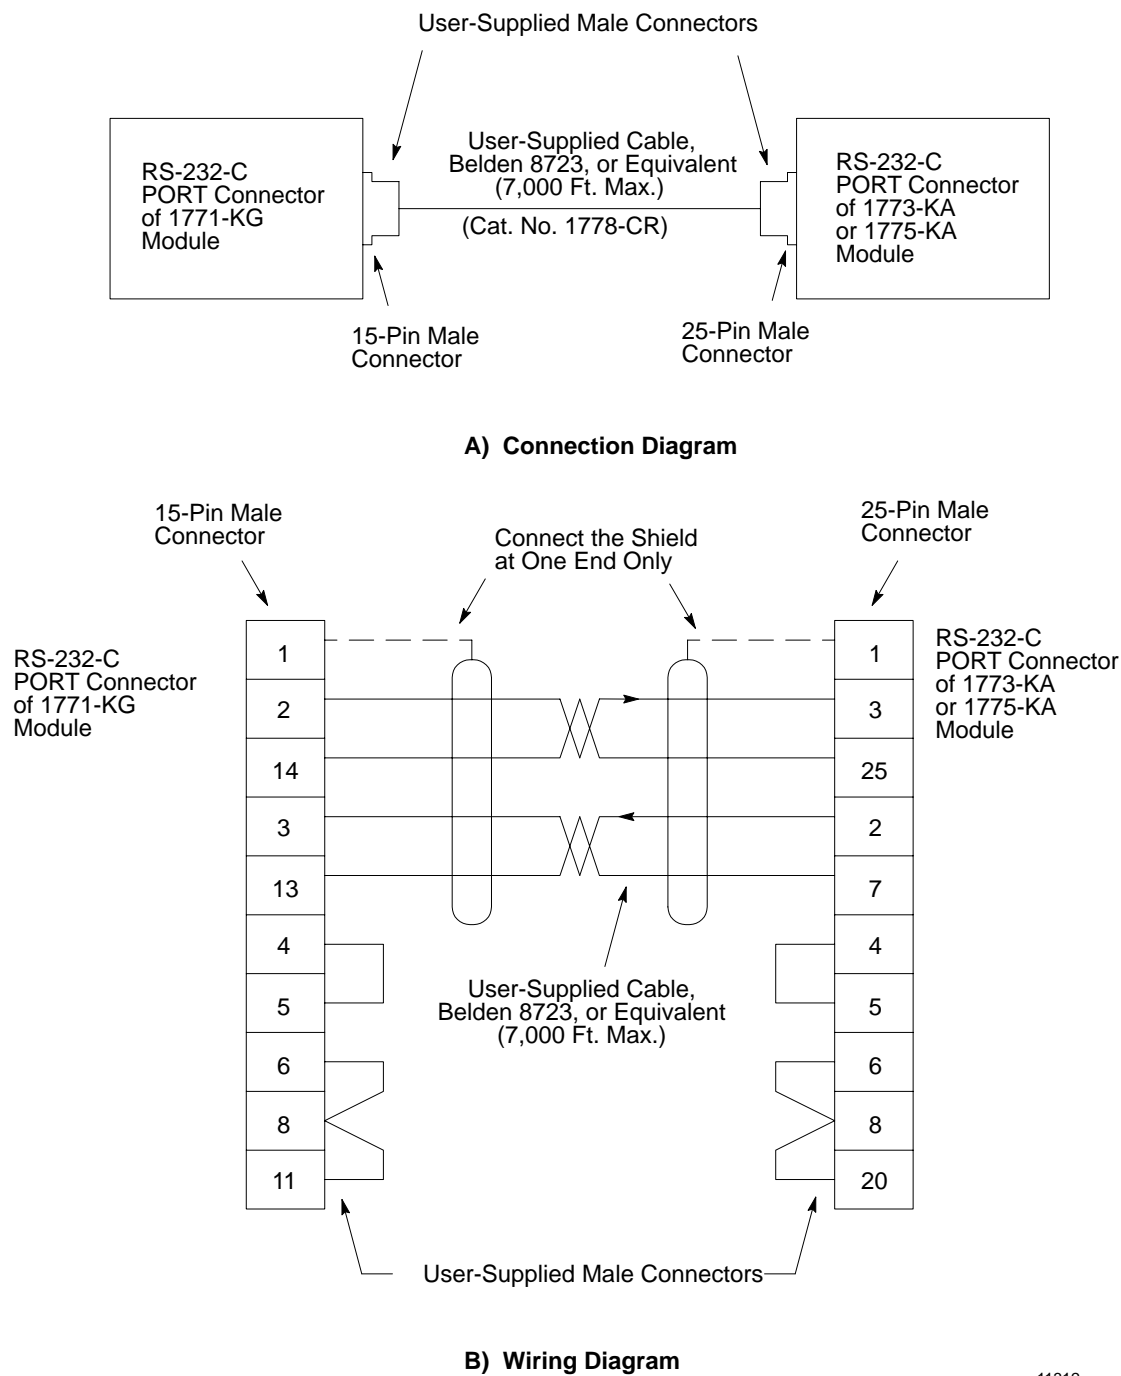 User-Supplied Male Connectors
RS-232-C
PORT Connector
of 1771-KG
Module
User-Supplied Cable,
Belden 8723, or Equivalent
(7,000 Ft. Max.)
(Cat. No. 1778-CR)
RS-232-C
PORT Connector
of 1773-KA
or 1775-KA
Module
15-Pin Male
Connector
25-Pin Male
Connector
A) Connection Diagram
15-Pin Male
Connector
Connect the Shield
at One End Only
25-Pin Male
Connector
RS-232-C
PORT Connector
of 1771-KG
Module
1
2
14
3
13
4
5
6
8
11
1
3
25
2
7
4
5
6
8
20
RS-232-C
PORT Connector
of 1773-KA
or 1775-KA
Module
User-Supplied Cable,
Belden 8723, or Equivalent
(7,000 Ft. Max.)
User-Supplied Male Connectors
B) Wiring Diagram